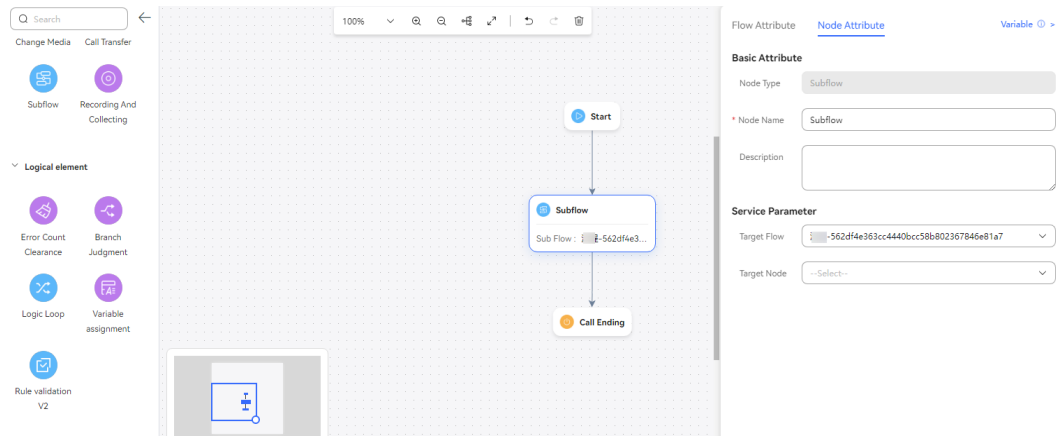 Search
Change Media
Call Transfer
Subflow
Recording And
Collecting
Logical element
Error Count
Clearance
Branch
Judgment
Logic Loop
Variable
assignment
Rule validation
V2
100%
Start
Subflow
Sub Flow : -562df4e3...
Call Ending
Flow Attribute
Node Attribute
Variable
>
Basic Attribute
Node Type
Subflow
* Node Name
Subflow
Description
Service Parameter
Target Flow
-562df4e363cc4440bcc58b802367846e81a7
Target Node
--Select--